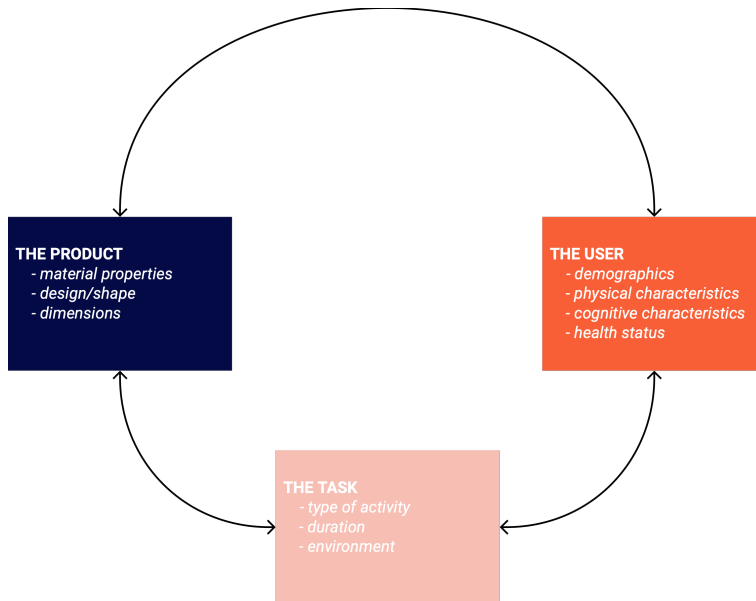 THE PRODUCT
- material properties
- design/shape
- dimensions
THE USER
- demographics
- physical characteristics
- cognitive characteristics
- health status
THE TASK
- type of activity
- duration
- environment